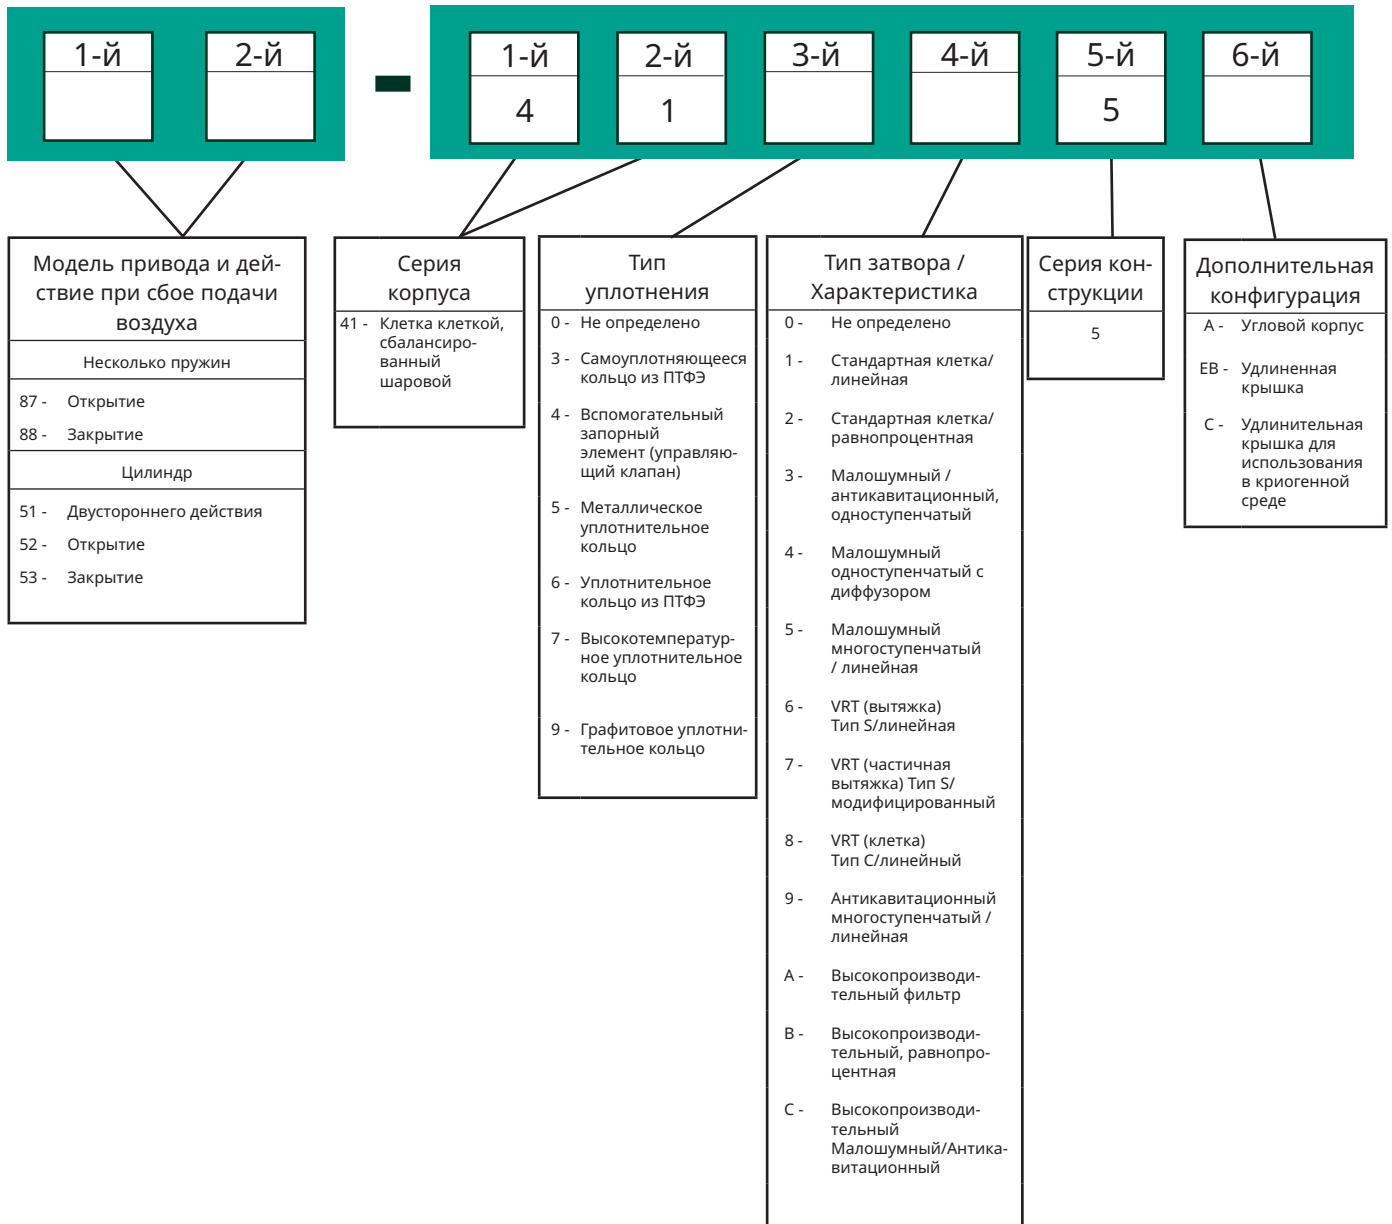 1-й
2-й
1-й
2-й
3-й
4-й
5-й
6-й
4
1
5
Модель привода и дей-
ствие при сбое подачи
воздуха
Несколько пружин
87 - Открытие
88 - Закрытие
Цилиндр
51 - Двустороннего действия
52 - Открытие
53 - Закрытие
Серия
корпуса
41 - Клетка клеткой,
сбалансиро-
ванный
шаровой
Тип
уплотнения
0 - Не определено
3 - Самоуплотняющееся
кольцо из ПТФЭ
4 - Вспомогательный
запорный
элемент (управляю-
щий клапан)
5 - Металлическое
уплотнительное
кольцо
6 - Уплотнительное
кольцо из ПТФЭ
7 - Высокотемператур-
ное уплотнительное
кольцо
9 - Графитовое уплотни-
тельное кольцо
Тип затвора /
Характеристика
0 - Не определено
1 - Стандартная клетка/
линейная
2 - Стандартная клетка/
равнопроцентная
3 - Малошумный /
антикавитационный,
одноступенчатый
4 - Малошумный
одноступенчатый с
диффузором
5 - Малошумный
многоступенчатый
/ линейная
6 - VRT (вытяжка)
Тип S/линейная
7 - VRT (частичная
вытяжка) Тип S/
модифицированный
8 - VRT (клетка)
Тип C/линейный
9 - Антикавитационный
многоступенчатый /
линейная
A - Высокопроизводи-
тельный фильтр
B - Высокопроизводи-
тельный, равнопро-
центная
C - Высокопроизводи-
тельный
Малошумный/Антика-
витационный
Серия кон-
струкции
5
Дополнительная
конфигурация
A - Угловой корпус
EB - Удлиненная
крышка
C - Удлинительная
крышка для
использования
в криогенной
среде